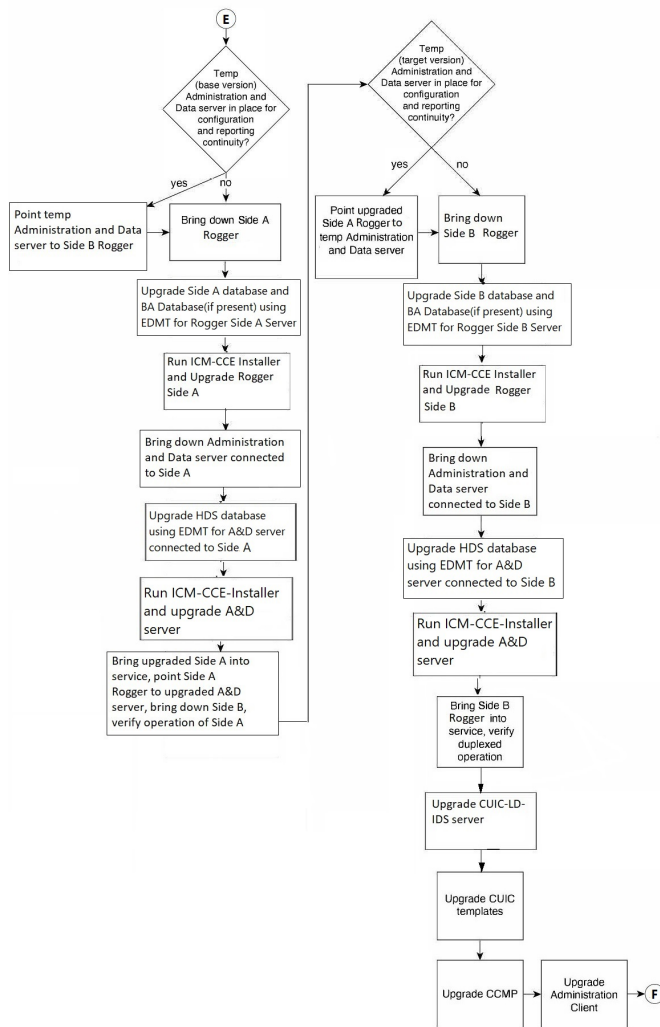 E
Temp
(base version)
Administration and
Data server in place for
configuration
and reporting
continuity?
yes
no
Point temp
Administration and Data
server to Side B Rogger
Bring down Side A
Rogger
Upgrade Side A database and
BA Database(if present) using
EDMT for Rogger Side A Server
Run ICM-CCE Installer
and Upgrade Rogger
Side A
Bring down Administration
and Data server connected
to Side A
Upgrade HDS database
using EDMT for A&D server
connected to Side A
Run ICM-CCE-Installer
and upgrade A&D
server
Bring upgraded Side A into
service, point Side A
Rogger to upgraded A&D
server, bring down Side B,
verify operation of Side A
Temp
(target version)
Administration and
Data server in place for
configuration
and reporting
continuity?
yes
no
Point upgraded
Side A Rogger to
temp Administration
and Data server
Bring down
Side B Rogger
Upgrade Side B database and
BA Database(if present) using
EDMT for Rogger Side B Server
Run ICM-CCE Installer
and Upgrade Rogger
Side B
Bring down
Administration and
Data server
connected to Side B
Upgrade HDS database
using EDMT for A&D
server connected to Side B
Run ICM-CCE-Installer
and upgrade A&D
server
Bring Side B
Rogger into
service, verify
duplexed
operation
Upgrade CUIC-LD-
IDS server
Upgrade CUIC
templates
Upgrade CCMP
Upgrade
Administration
Client
F